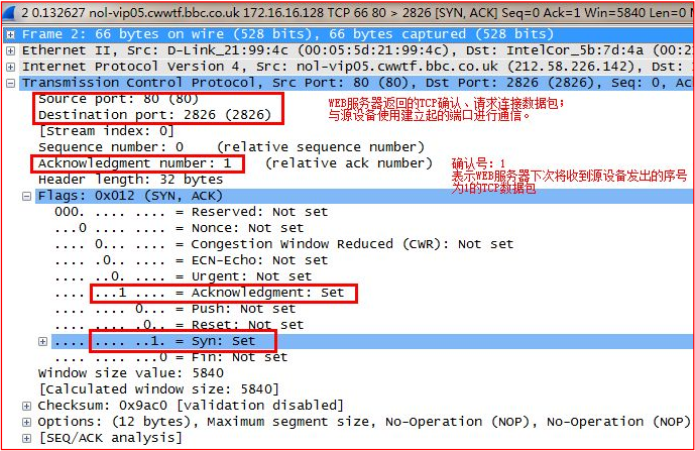 2 0.132627 nol-vip05.cwwtf.bbc.co.uk 172.16.16.128 TCP 66 80 > 2826 [SYN, ACK] Seq=0 Ack=1 Win=5840 Len=0
Frame 2: 66 bytes on wire (528 bits), 66 bytes captured (528 bits)
Ethernet II, Src: D-Link_21:99:4c (00:05:5d:21:99:4c), Dst: IntelCor_5b:7d:4a (00:2
Internet Protocol Version 4, Src: nol-vip05.cwwtf.bbc.co.uk (212.58.226.142), Dst:
Transmission Control Protocol, Src Port: 80 (80), Dst Port: 2826 (2826), Seq: 0, Ac
Source port: 80 (80)
WEB服务器返回的TCP确认、请求连接数据包；
Destination port: 2826 (2826)
与源设备使用建立起的端口进行通信。
[Stream index: 0]
Sequence number: 0 (relative sequence number)
Acknowledgment number: 1 (relative ack number)
确认号：1
表示WEB服务器下次将收到源设备发出的序号
Header length: 32 bytes
为1的TCP数据包
Flags: 0x012 (SYN, ACK)
000. .... .... = Reserved: Not set
...0 .... .... = Nonce: Not set
.... 0... .... = Congestion Window Reduced (CWR): Not set
.... .0.. .... = ECN-Echo: Not set
.... ..0. .... = Urgent: Not set
.... ...1 .... = Acknowledgment: Set
.... .... 0... = Push: Not set
.... .... .0.. = Reset: Not set
.... .... ..1. = Syn: Set
.... .... ...0 = Fin: Not set
Window size value: 5840
[Calculated window size: 5840]
Checksum: 0x9ac0 [validation disabled]
Options: (12 bytes), Maximum segment size, No-Operation (NOP), No-Operation (NOP)
[SEQ/ACK analysis]